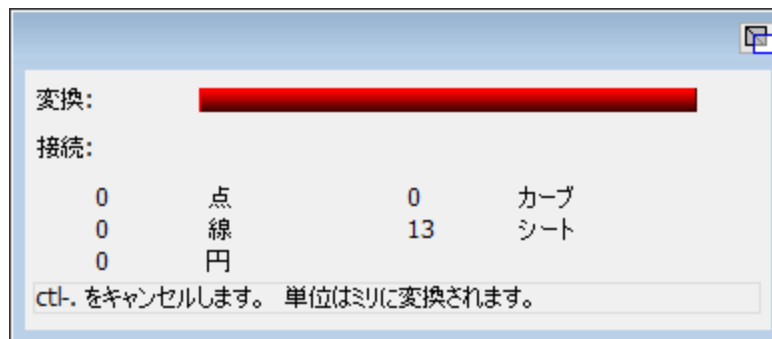 変換:
接続:
0 点 0 カーブ
0 線 13 シート
0 円
ctl-. をキャンセルします。 単位はミリに変換されます。